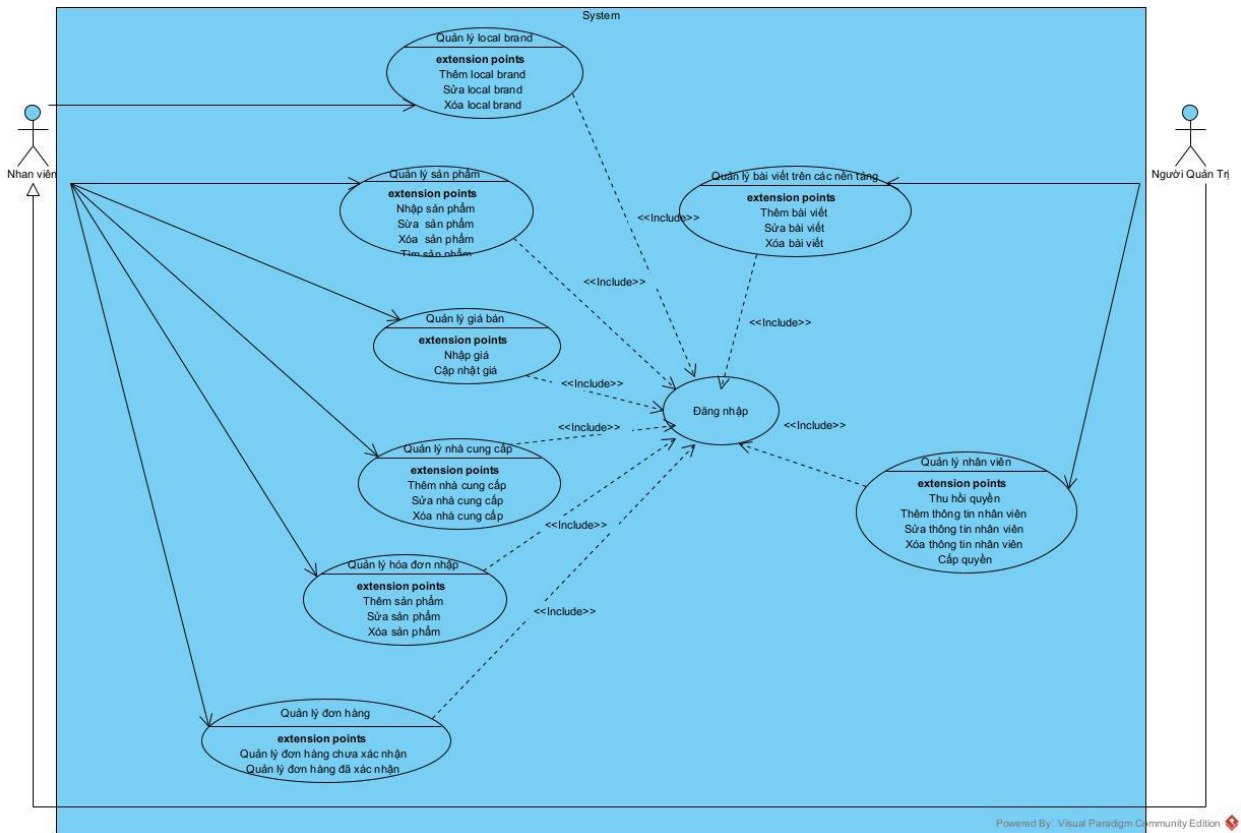 System
Quản lý local brand
extension points
Thêm local brand
Sửa local brand
Xóa local brand
Nhan viên
Người Quản Trị
Quản lý sản phẩm
extension points
Nhập sản phẩm
Sừa sản phẩm
Xóa sản phẩm
Tìm sản phẩm
Quản lý bài viết trên các nền tảng
extension points
Thêm bài viết
Sửa bài viết
Xóa bài viết
<<Include>>
<<Include>>
<<Include>>
Quản lý giá bán
extension points
Nhập giá
Cập nhật giá
<<Include>>
Đăng nhập
<<Include>>
<<Include>>
Quản lý nhà cung cấp
extension points
Thêm nhà cung cấp
Sửa nhà cung cấp
Xóa nhà cung cấp
Quản lý nhân viên
extension points
Thu hồi quyền
Thêm thông tin nhân viên
Sửa thông tin nhân viên
Xóa thông tin nhân viên
Cấp quyền
<<Include>>
Quản lý hóa đơn nhập
extension points
Thêm sản phẩm
Sửa sản phẩm
Xóa sản phẩm
<<Include>>
Quản lý đơn hàng
extension points
Quản lý đơn hàng chưa xác nhận
Quản lý đơn hàng đã xác nhận
Powered By: Visual Paradigm Community Edition